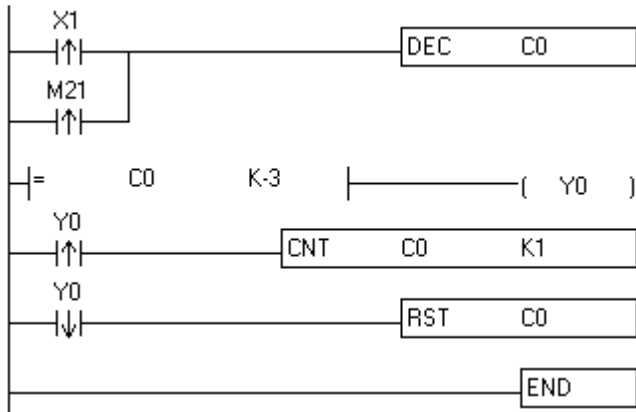 X1
DEC C0
M21
= C0 K-3 ( Y0 )
Y0
CNT C0 K1
Y0
RST C0
END